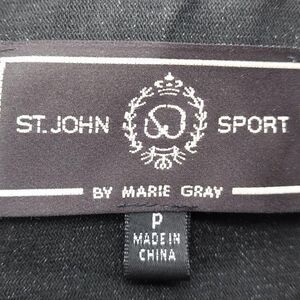 ST. JOHN SPORT
BY MARIE GRAY
P
MADE IN
CHINA